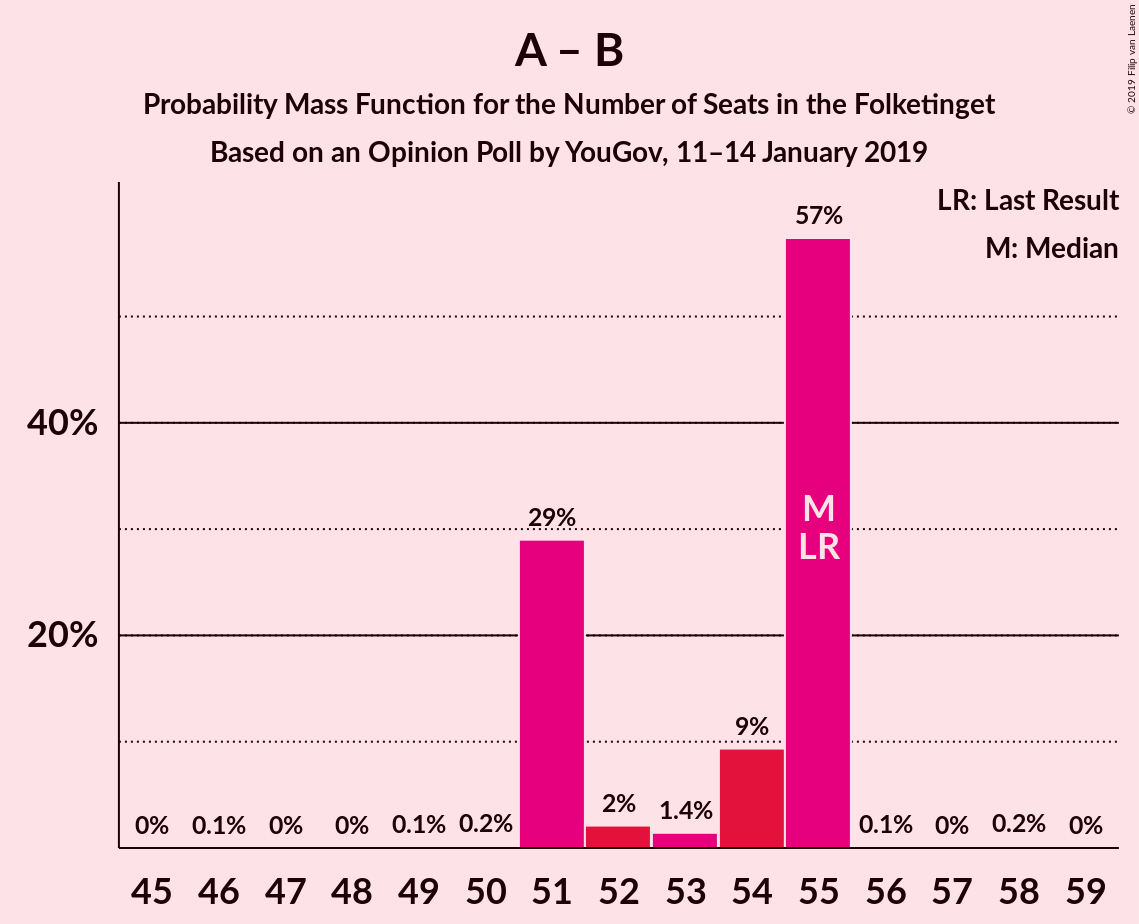 A – B
Probability Mass Function for the Number of Seats in the Folketinget
Based on an Opinion Poll by YouGov, 11–14 January 2019
© 2019 Filip van Laenen
LR: Last Result
M: Median
57%
40%
29%
M
LR
20%
9%
0% 0.1% 0% 0% 0.1% 0.2% 2% 1.4% 0.1% 0% 0.2% 0%
45 46 47 48 49 50 51 52 53 54 55 56 57 58 59